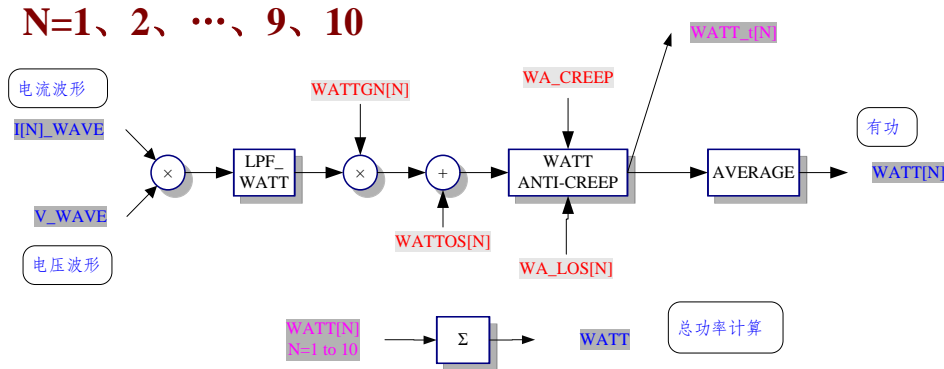 N=1、2、…、9、10
WATT_t[N]
电流波形
WATTGN[N]
WA_CREEP
I[N]_WAVE
有功
×
LPF_
WATT
×
+
WATT
ANTI-CREEP
AVERAGE
WATT[N]
V_WAVE
WATTOS[N]
WA_LOS[N]
电压波形
WATT[N]
N=1 to 10
Σ
WATT
总功率计算